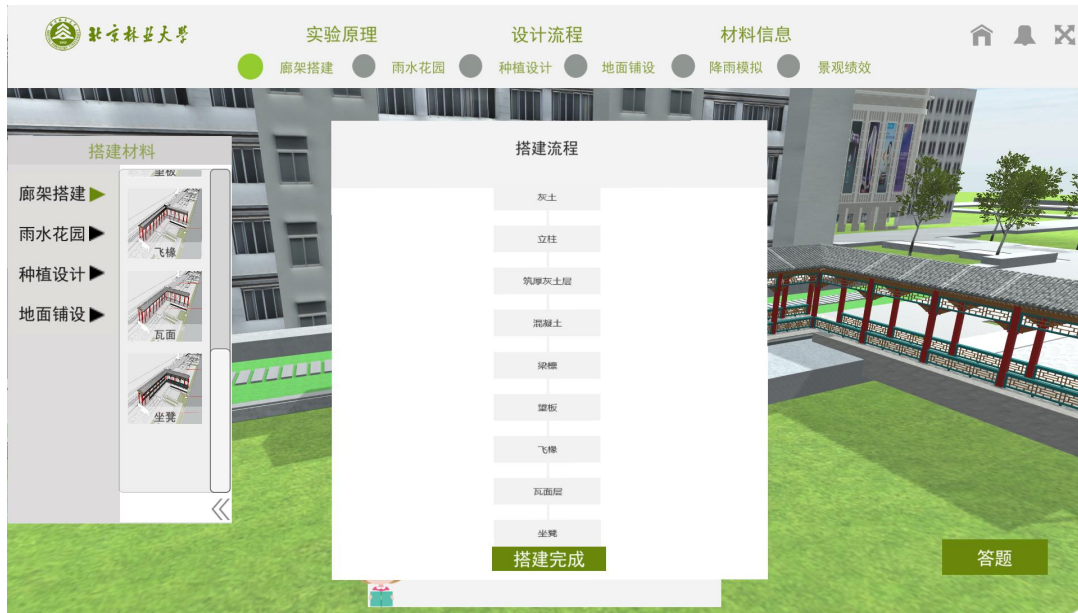 北京林业大学
实验原理 设计流程 材料信息
廊架搭建 雨水花园 种植设计 地面铺设 降雨模拟 景观绩效
搭建材料
廊架搭建
雨水花园
种植设计
地面铺设
望板
飞椽
瓦面
坐凳
搭建流程
灰土
立柱
筑厚灰土层
混凝土
梁檩
望板
飞椽
瓦面层
坐凳
搭建完成
答题